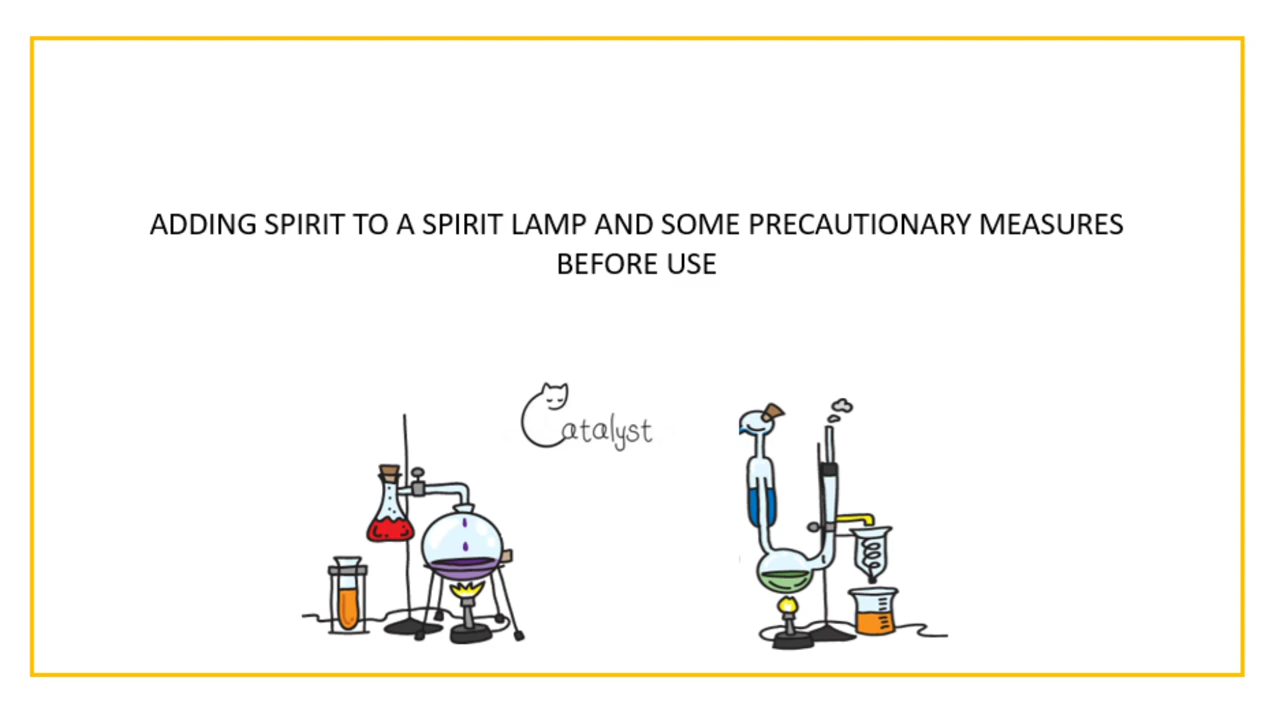 ADDING SPIRIT TO A SPIRIT LAMP AND SOME PRECAUTIONARY MEASURES
BEFORE USE
Catalyst